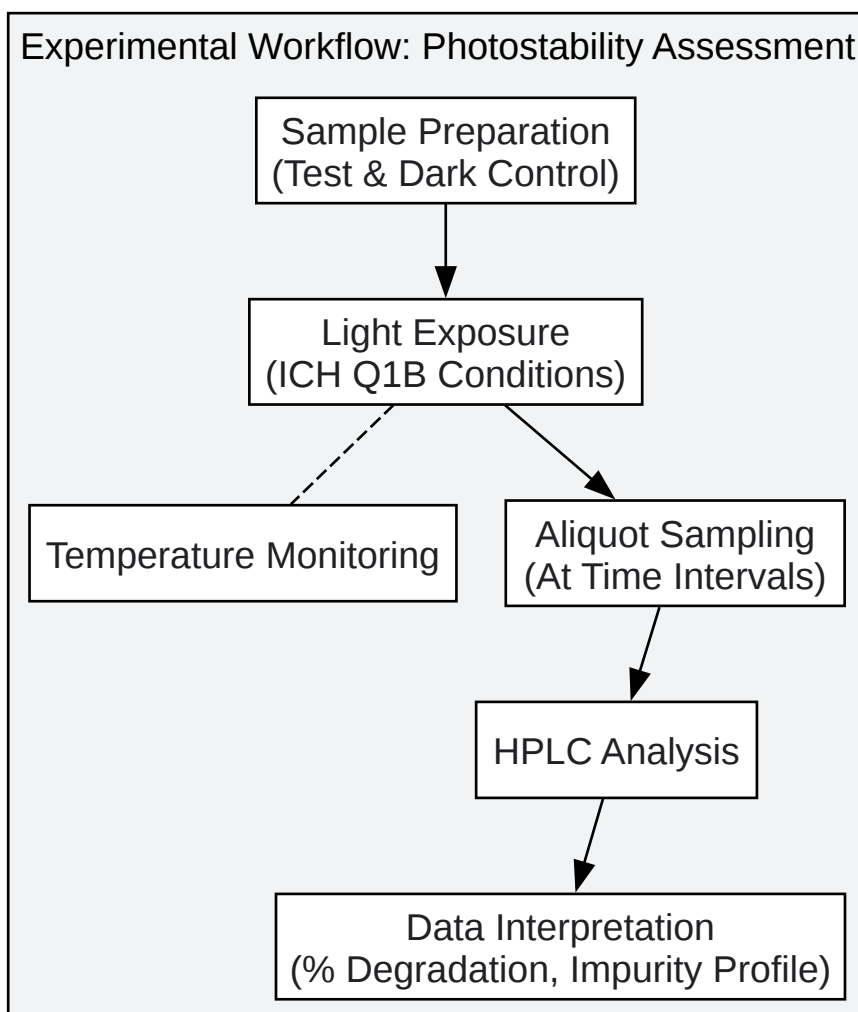 Experimental Workflow: Photostability Assessment
Sample Preparation
(Test & Dark Control)
Light Exposure
(ICH Q1B Conditions)
Temperature Monitoring
Aliquot Sampling
(At Time Intervals)
HPLC Analysis
Data Interpretation
(% Degradation, Impurity Profile)